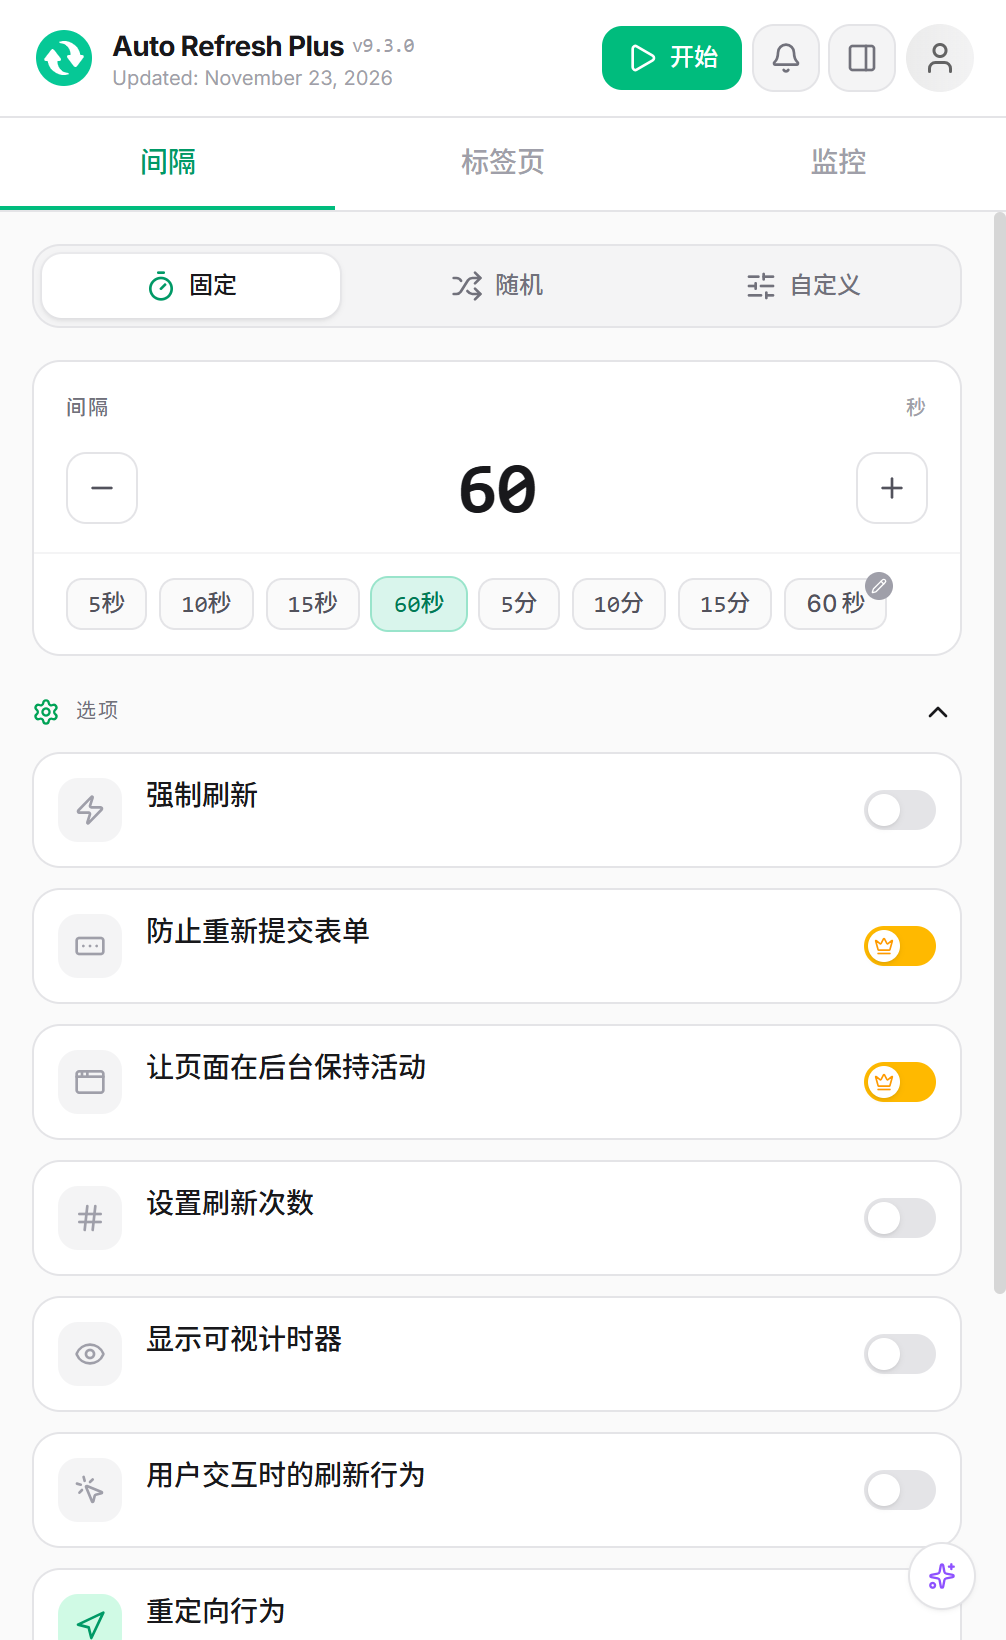 Auto Refresh Plus v9.3.0
Updated: November 23, 2026
开始
间隔 标签页 监控
固定 随机 自定义
间隔 秒
60
5秒 10秒 15秒 60秒 5分 10分 15分 60 秒
选项
强制刷新
防止重新提交表单
让页面在后台保持活动
设置刷新次数
显示可视计时器
用户交互时的刷新行为
重定向行为